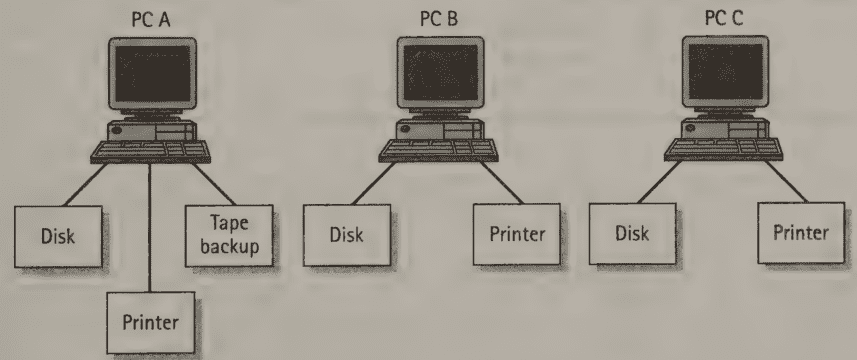 PC A
PC B
PC C
Disk
Tape
backup
Printer
Disk
Printer
Disk
Printer